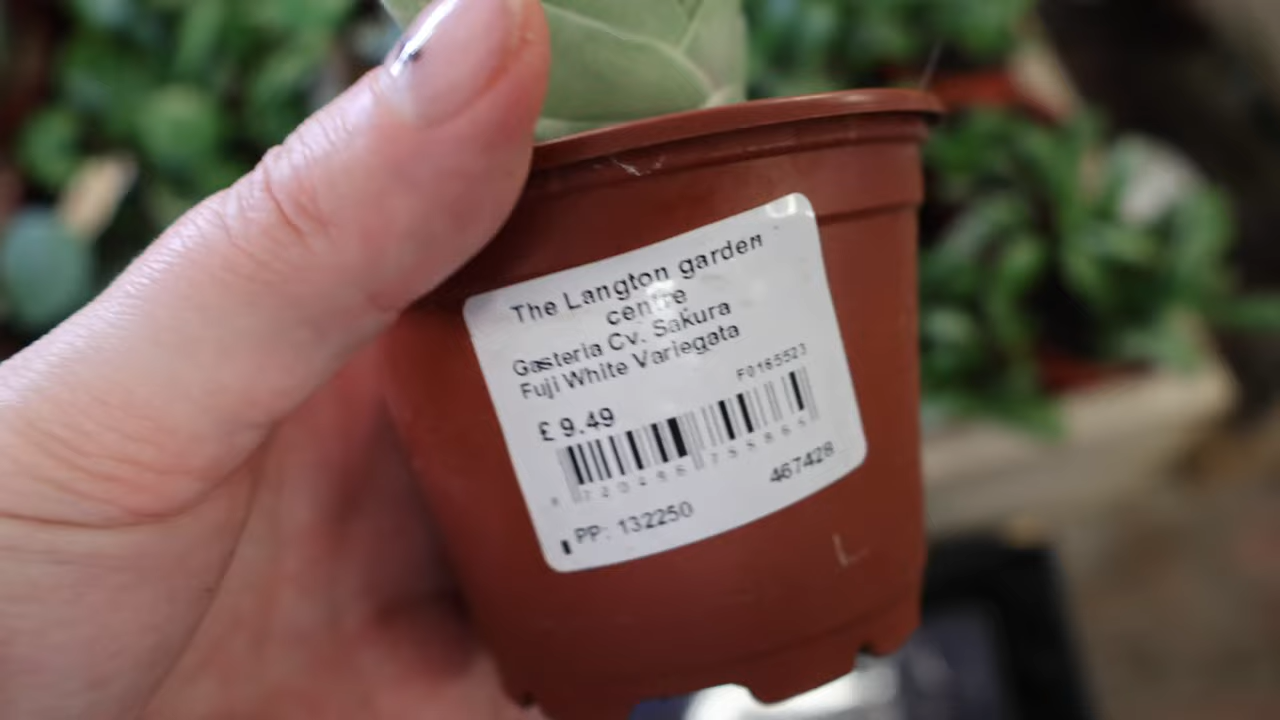 The Langton garden
centre
Gasteria Cv. Sakura
Fuji White Variegata
F0165523
£ 9.49
467428
PP: 132250
L